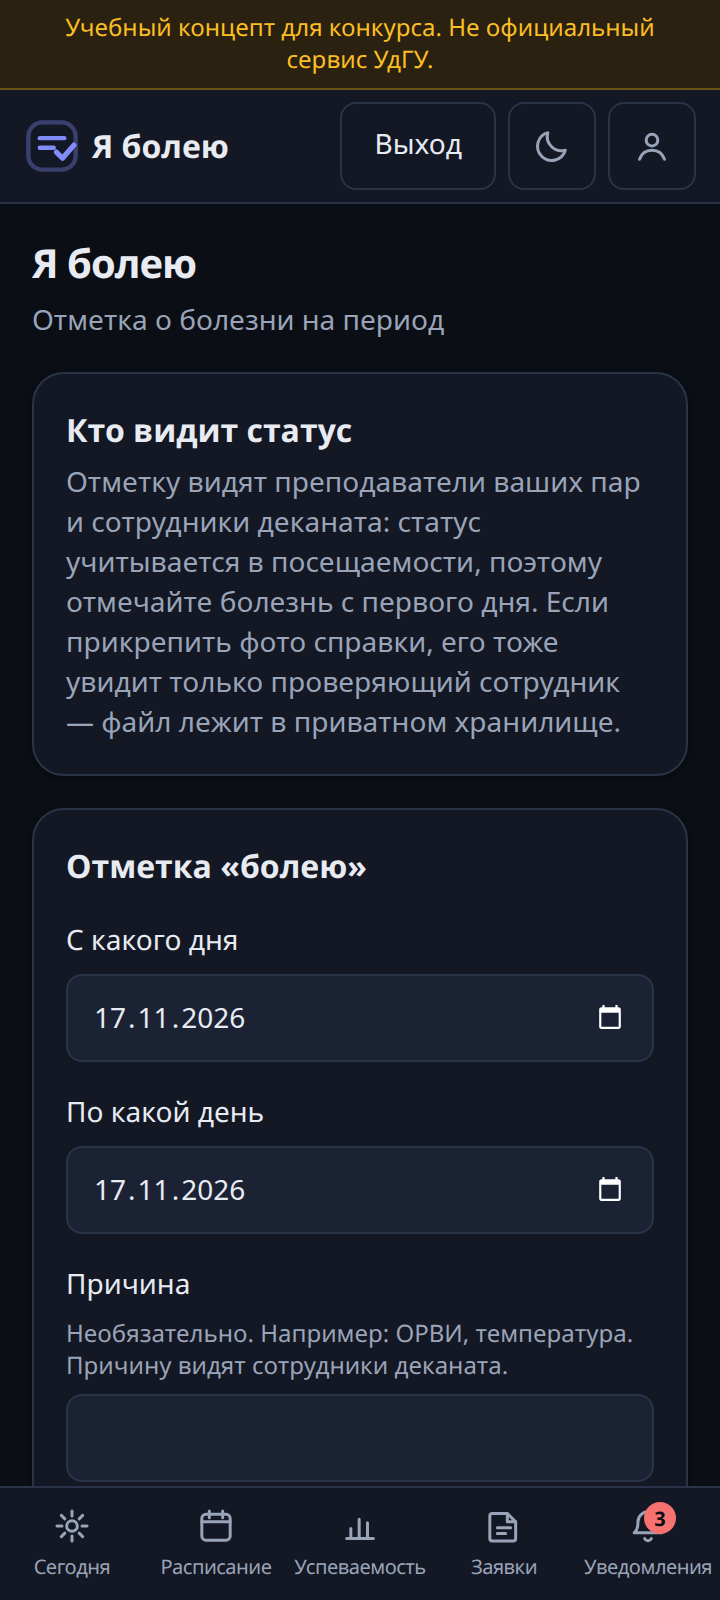 Учебный концепт для конкурса. Не официальный
сервис УдГУ.
Я болею
Выход
Я болею
Отметка о болезни на период
Кто видит статус
Отметку видят преподаватели ваших пар
и сотрудники деканата: статус
учитывается в посещаемости, поэтому
отмечайте болезнь с первого дня. Если
прикрепить фото справки, его тоже
увидит только проверяющий сотрудник
— файл лежит в приватном хранилище.
Отметка «болею»
С какого дня
17.11.2026
По какой день
17.11.2026
Причина
Необязательно. Например: ОРВИ, температура.
Причину видят сотрудники деканата.
3
Сегодня
Расписание
Успеваемость
Заявки
Уведомления